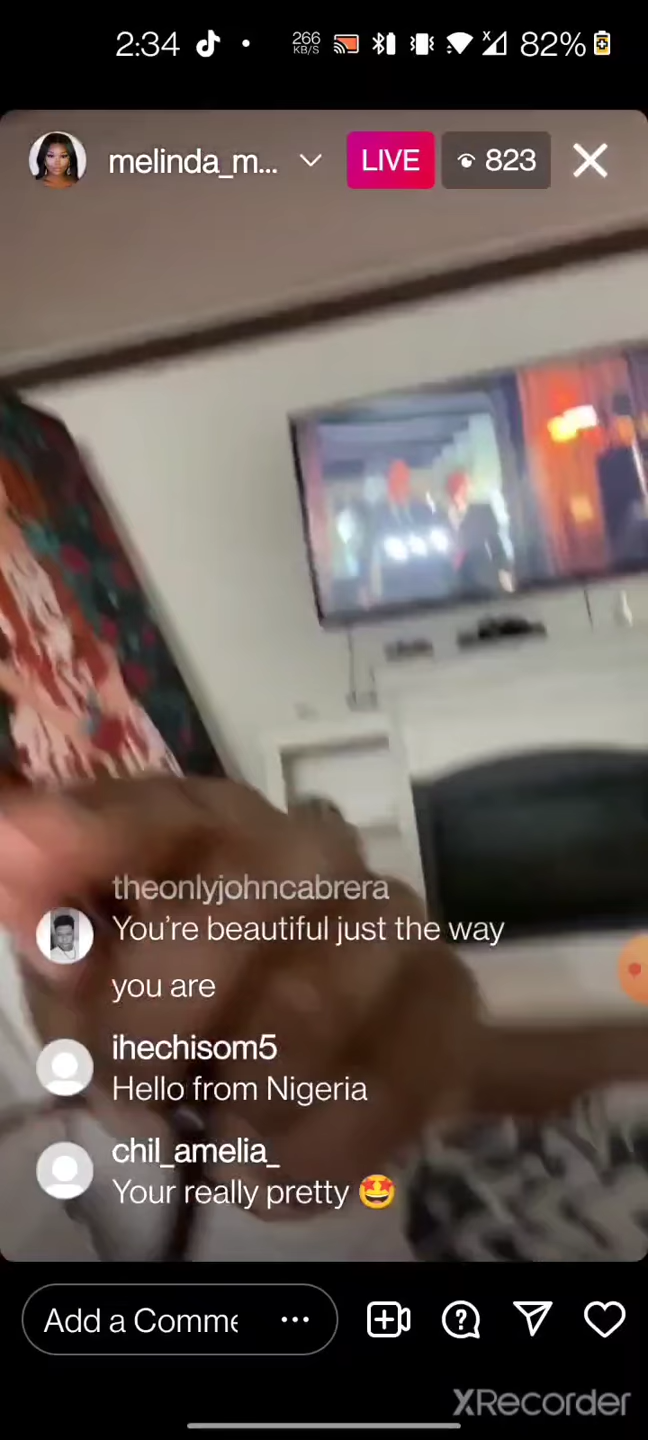 2:34 266 KB/S 82%
melinda_m... LIVE 823
theonlyjohncabrera
You're beautiful just the way
you are
ihechisom5
Hello from Nigeria
chil_amelia_
Your really pretty 🤩
Add a Comme
XRecorder